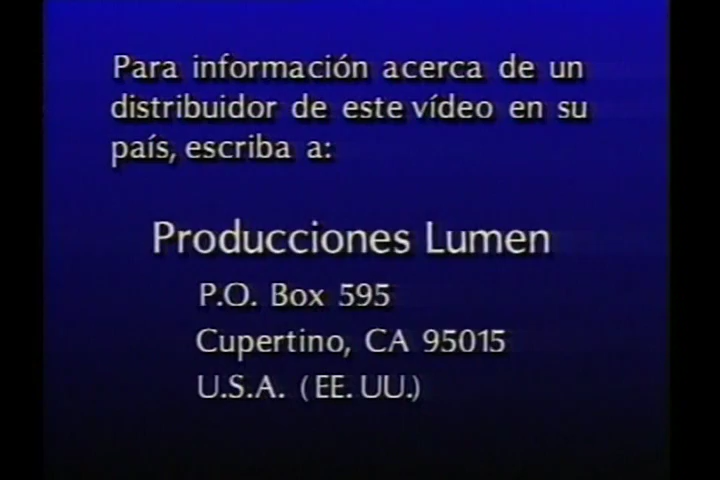 Para información acerca de un
distribuidor de este vídeo en su
país, escriba a:
Producciones Lumen
P.O. Box 595
Cupertino, CA 95015
U.S.A. (EE. UU.)